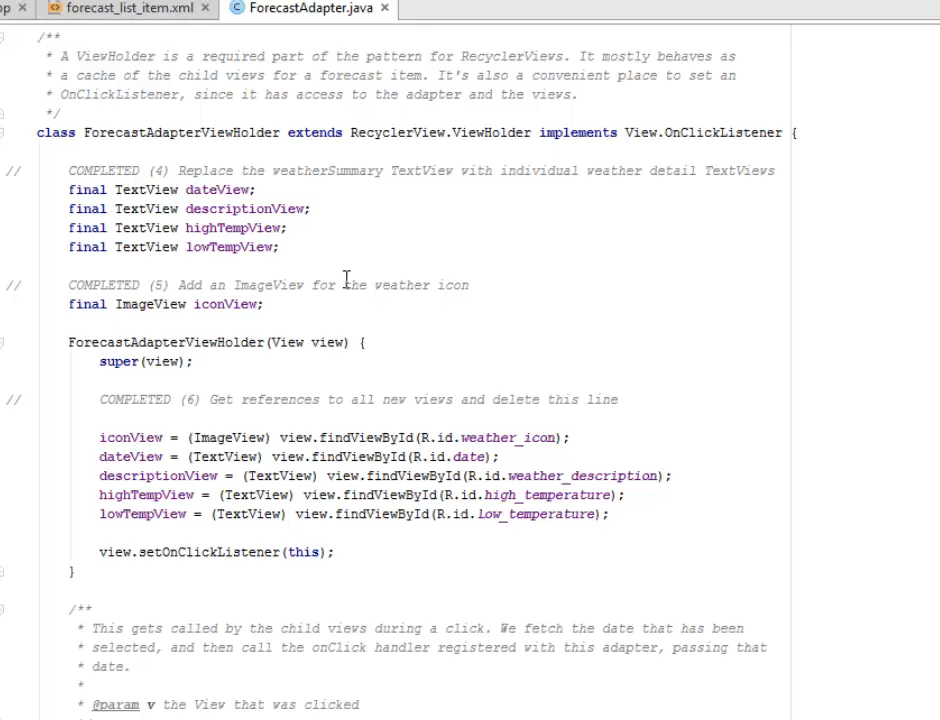 op
forecast_list_item.xml
ForecastAdapter.java
/**
* A ViewHolder is a required part of the pattern for RecyclerViews. It mostly behaves as
* a cache of the child views for a forecast item. It's also a convenient place to set an
* OnClickListener, since it has access to the adapter and the views.
*/
class ForecastAdapterViewHolder extends RecyclerView.ViewHolder implements View.OnClickListener {
// COMPLETED (4) Replace the weatherSummary TextView with individual weather detail TextViews
final TextView dateView;
final TextView descriptionView;
final TextView highTempView;
final TextView lowTempView;
// COMPLETED (5) Add an ImageView for the weather icon
final ImageView iconView;
ForecastAdapterViewHolder(View view) {
super(view);
// COMPLETED (6) Get references to all new views and delete this line
iconView = (ImageView) view.findViewById(R.id.weather_icon);
dateView = (TextView) view.findViewById(R.id.date);
descriptionView = (TextView) view.findViewById(R.id.weather_description);
highTempView = (TextView) view.findViewById(R.id.high_temperature);
lowTempView = (TextView) view.findViewById(R.id.low_temperature);
view.setOnClickListener(this);
}
/**
* This gets called by the child views during a click. We fetch the date that has been
* selected, and then call the onClick handler registered with this adapter, passing that
* date.
*
* @param v the View that was clicked